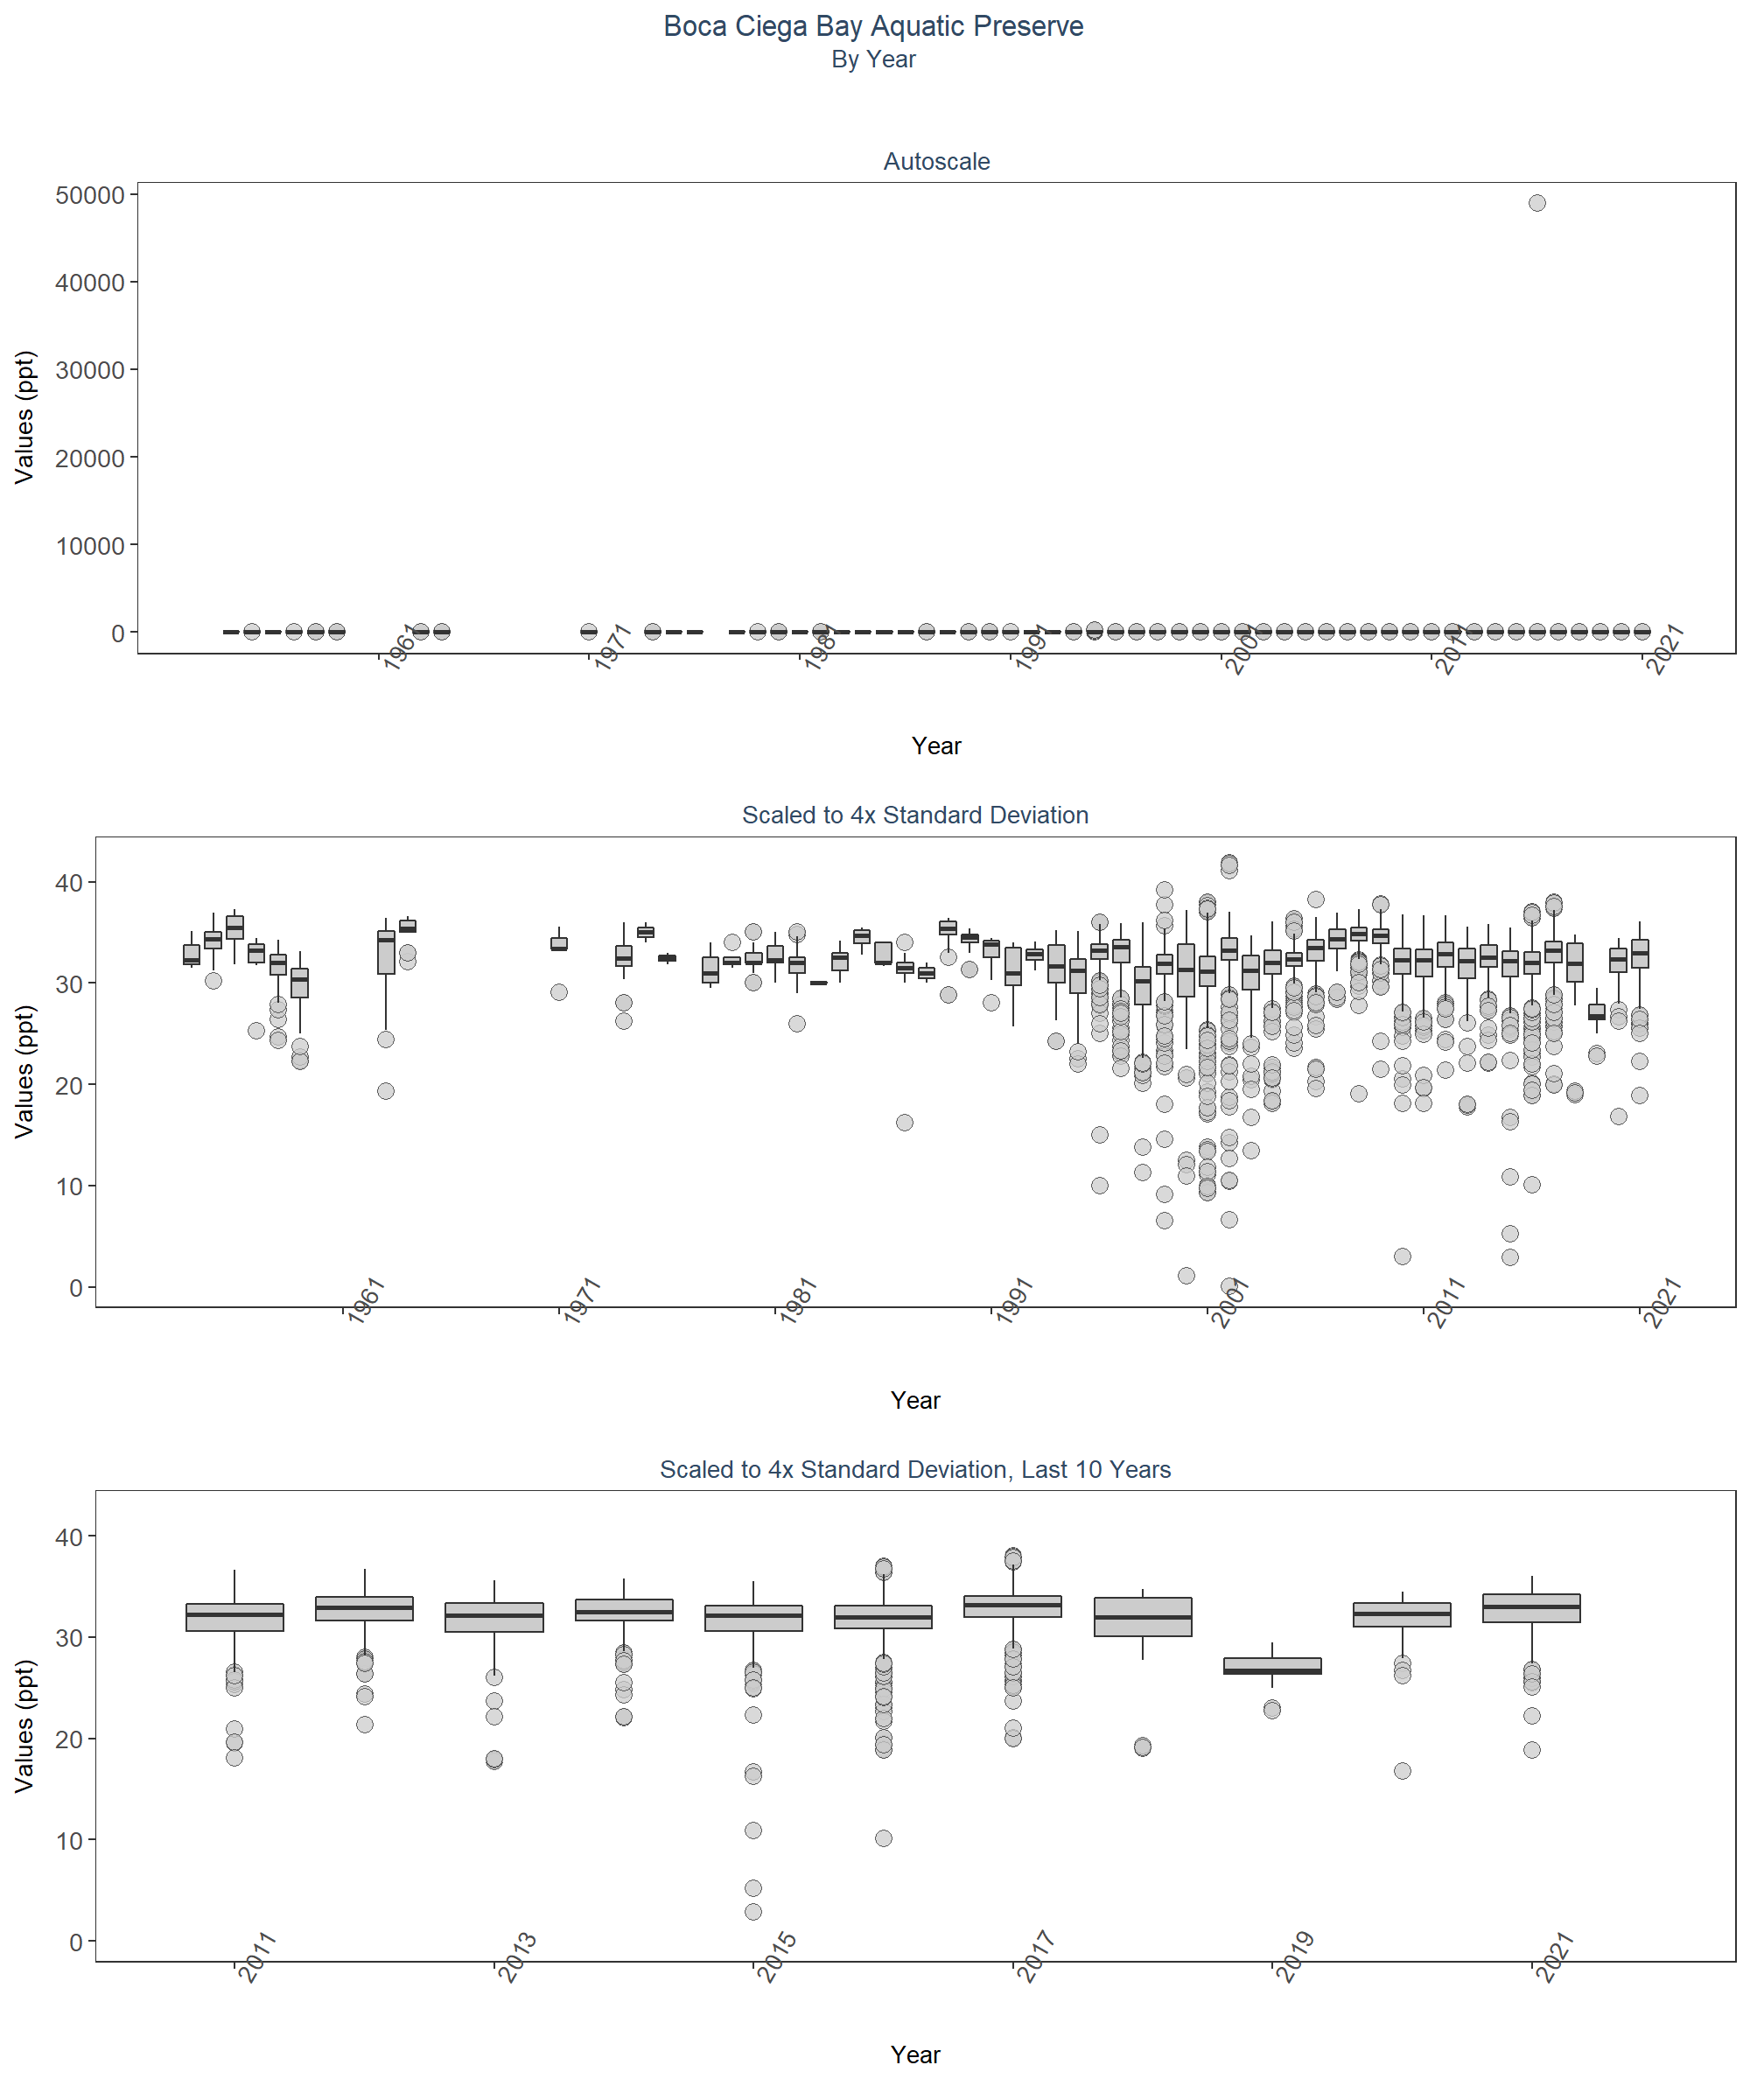 Boca Ciega Bay Aquatic Preserve
By Year
Autoscale
50000
40000
30000
20000
10000
0
Values (ppt)
1961 1971 1981 1991 2001 2011 2021
Year
Scaled to 4x Standard Deviation
40
30
20
10
0
Values (ppt)
1961 1971 1981 1991 2001 2011 2021
Year
Scaled to 4x Standard Deviation, Last 10 Years
40
30
20
10
0
Values (ppt)
2011 2013 2015 2017 2019 2021
Year